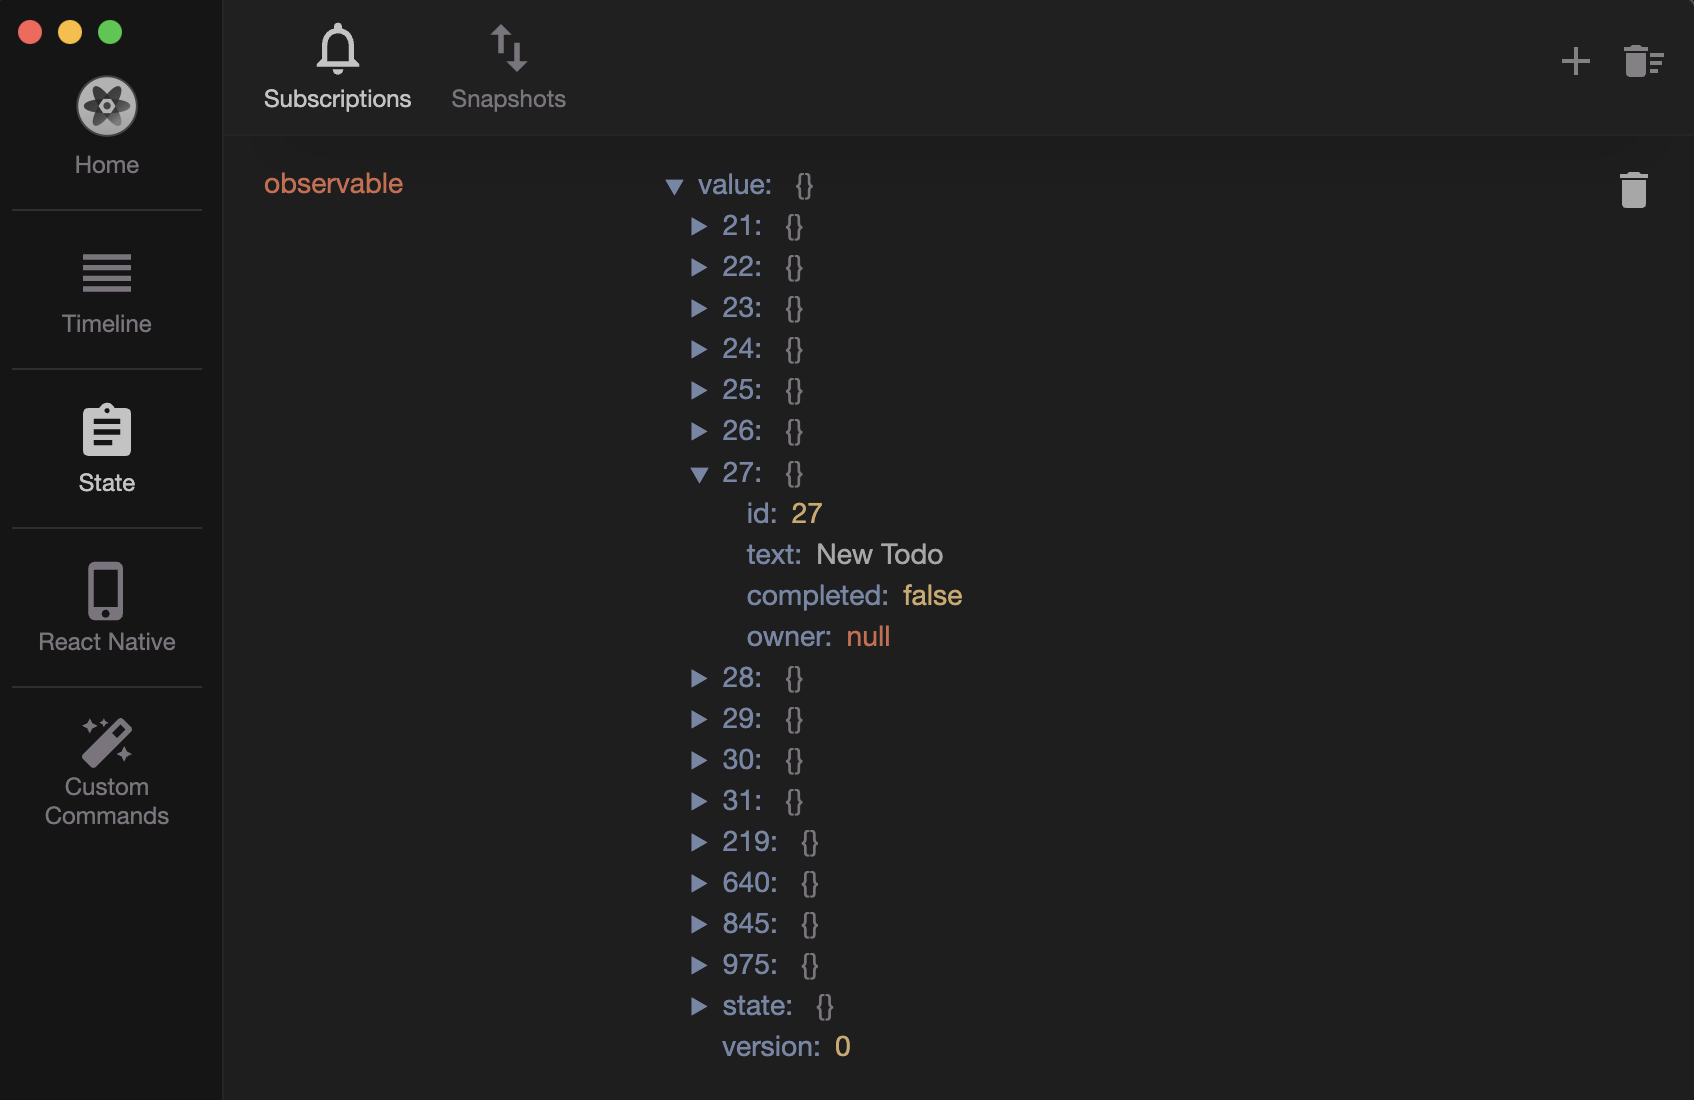 Home
Timeline
State
React Native
Custom
Commands
Subscriptions
Snapshots
observable
value: {}
21: {}
22: {}
23: {}
24: {}
25: {}
26: {}
27: {}
id: 27
text: New Todo
completed: false
owner: null
28: {}
29: {}
30: {}
31: {}
219: {}
640: {}
845: {}
975: {}
state: {}
version: 0